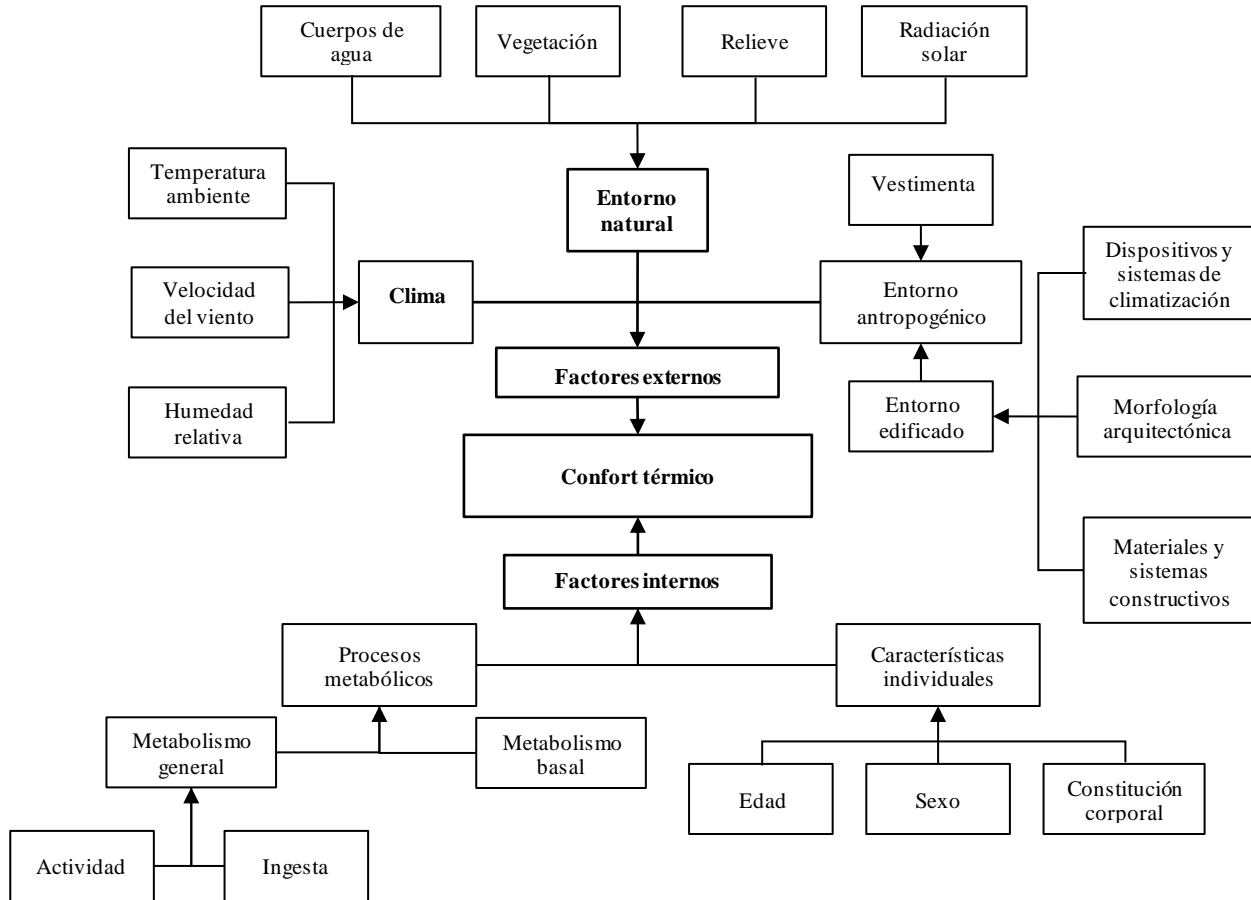 Cuerpos de
agua
Vegetación
Relieve
Radiación
solar
Temperatura
ambiente
Entorno
natural
Vestimenta
Velocidad
del viento
Clima
Entorno
antropogénico
Dispositivos y
sistemas de
climatización
Factores externos
Humedad
relativa
Entorno
edificado
Morfología
arquitectónica
Confort térmico
Factores internos
Materiales y
sistemas
constructivos
Procesos
metabólicos
Características
individuales
Metabolismo
general
Metabolismo
basal
Edad
Sexo
Constitución
corporal
Actividad
Ingesta